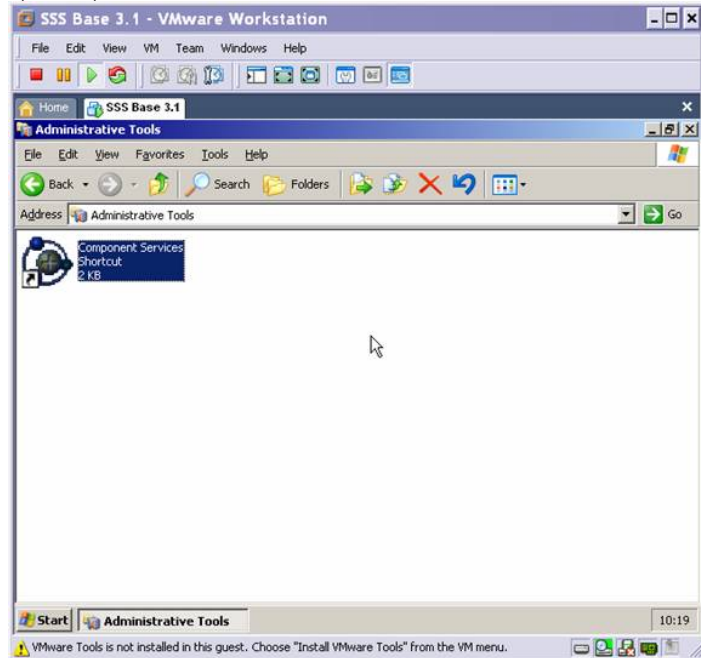 SSS Base 3.1 - VMware Workstation
File Edit View VM Team Windows Help
Home SSS Base 3.1
Administrative Tools
File Edit View Favorites Tools Help
Back Search Folders
Address Administrative Tools Go
Component Services
Shortcut
2 KB
Start Administrative Tools 10:19
VMware Tools is not installed in this guest. Choose "Install VMware Tools" from the VM menu.